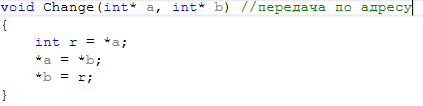 void Change(int* a, int* b) //передача по адресу
{
    int r = *a;
    *a = *b;
    *b = r;
}